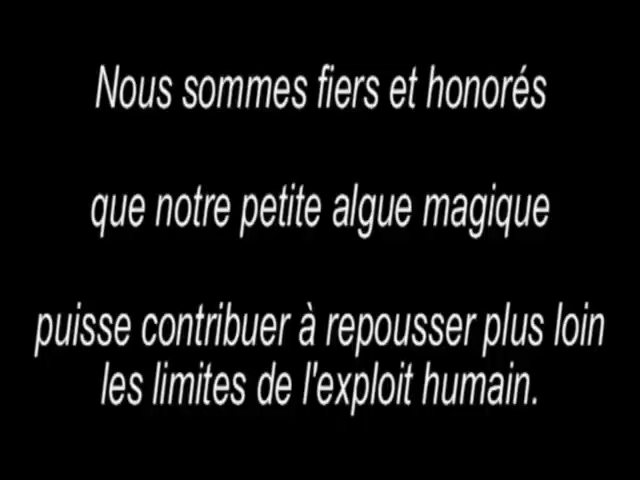 Nous sommes fiers et honorés
que notre petite algue magique
puisse contribuer à repousser plus loin
les limites de l'exploit humain.